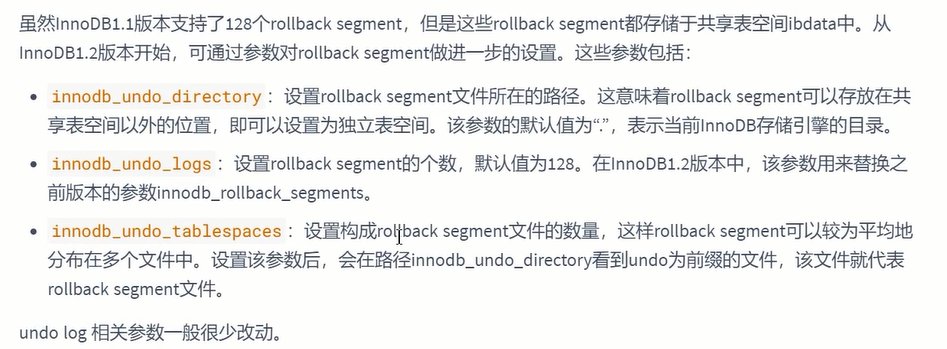 虽然InnoDB1.1版本支持了128个rollback segment，但是这些rollback segment都存储于共享表空间ibdata中。从
InnoDB1.2版本开始，可通过参数对rollback segment做进一步的设置。这些参数包括：
• innodb_undo_directory：设置rollback segment文件所在的路径。这意味着rollback segment可以存放在共
享表空间以外的位置，即可以设置为独立表空间。该参数的默认值为“.”，表示当前InnoDB存储引擎的目录。
• innodb_undo_logs：设置rollback segment的个数，默认值为128。在InnoDB1.2版本中，该参数用来替换之
前版本的参数innodb_rollback_segments。
• innodb_undo_tablespaces：设置构成rollback segment文件的数量，这样rollback segment可以较为平均地
分布在多个文件中。设置该参数后，会在路径innodb_undo_directory看到undo为前缀的文件，该文件就代表
rollback segment文件。
undo log 相关参数一般很少改动。